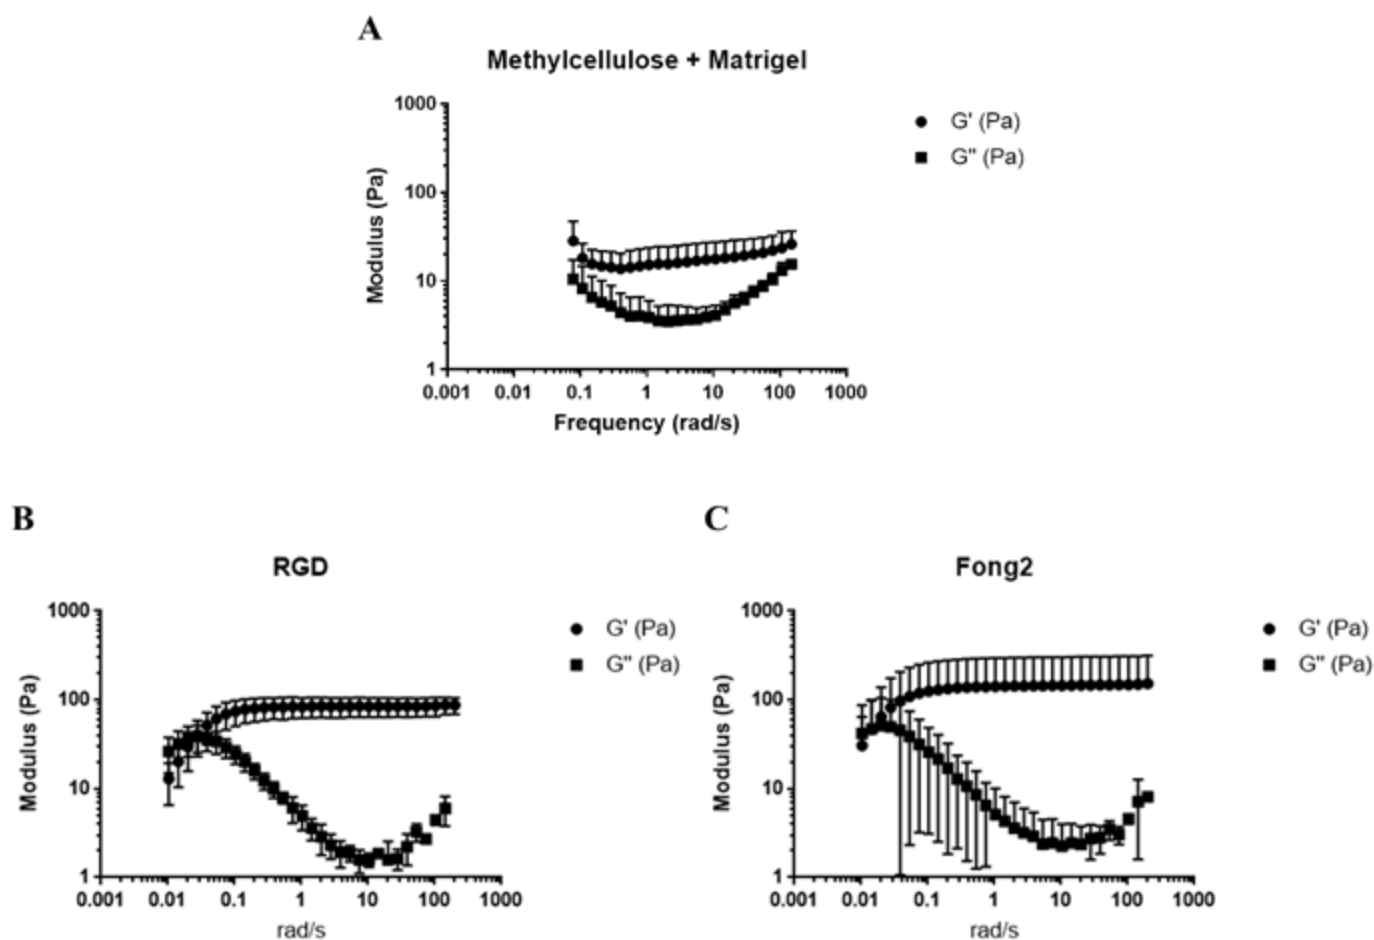 A
Methylcellulose + Matrigel
1000
100
10
1
Modulus (Pa)
0.001 0.01 0.1 1 10 100 1000
Frequency (rad/s)
G' (Pa)
G" (Pa)
B
RGD
1000
100
10
1
Modulus (Pa)
0.001 0.01 0.1 1 10 100 1000
rad/s
G' (Pa)
G" (Pa)
C
Fong2
1000
100
10
1
Modulus (Pa)
0.001 0.01 0.1 1 10 100 1000
rad/s
G' (Pa)
G" (Pa)